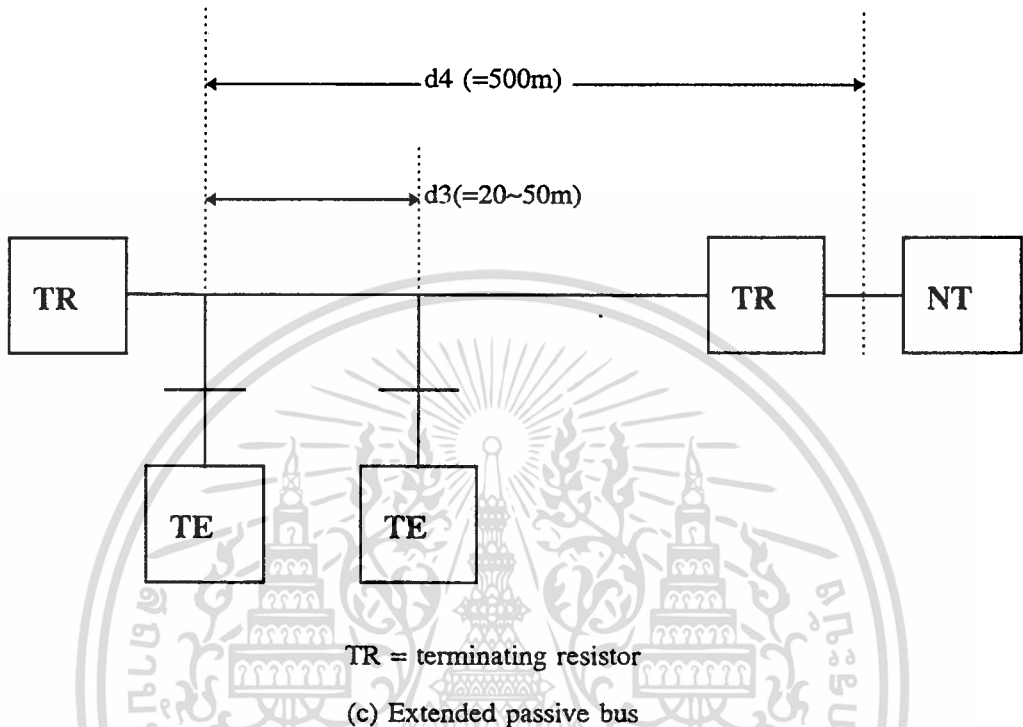 d4 (=500m)
d3(=20~50m)
TR
TR
NT
TE
TE
TR = terminating resistor
(c) Extended passive bus